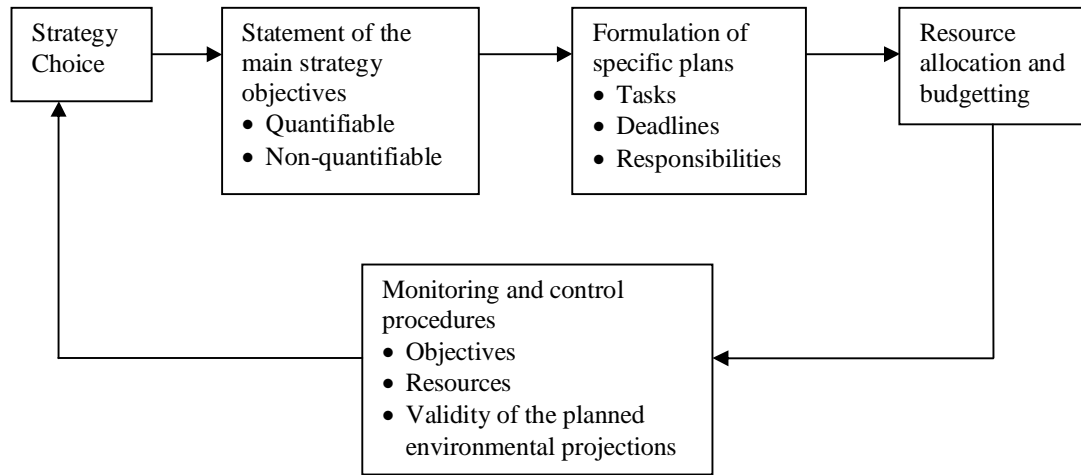 Strategy
Choice
Statement of the
main strategy
objectives
• Quantifiable
• Non-quantifiable
Formulation of
specific plans
• Tasks
• Deadlines
• Responsibilities
Resource
allocation and
budgetting
Monitoring and control
procedures
• Objectives
• Resources
• Validity of the planned
environmental projections